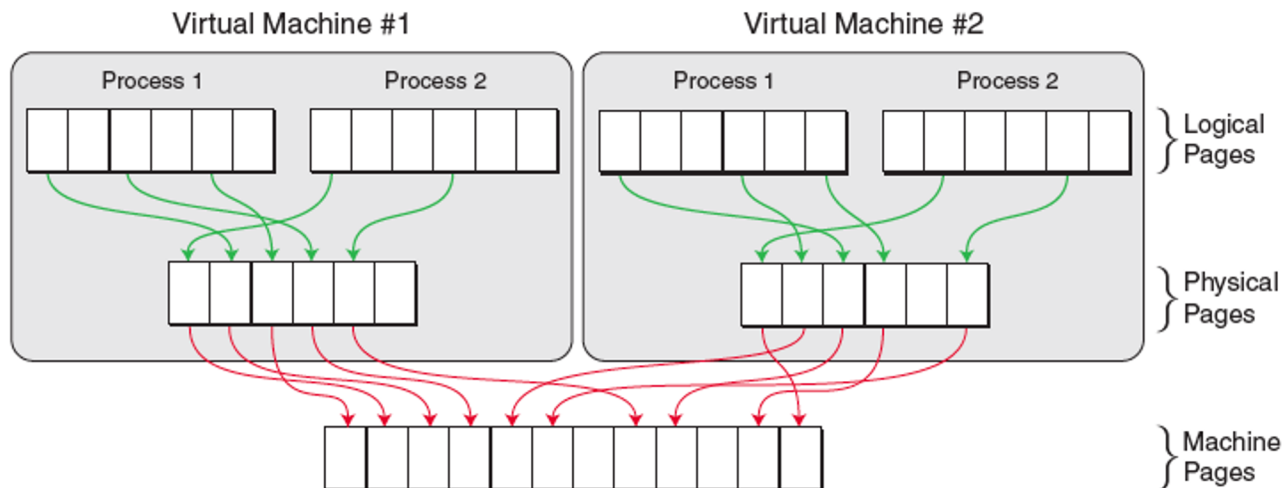 Virtual Machine #1
Virtual Machine #2
Process 1
Process 2
Process 1
Process 2
Logical
Pages
Physical
Pages
Machine
Pages